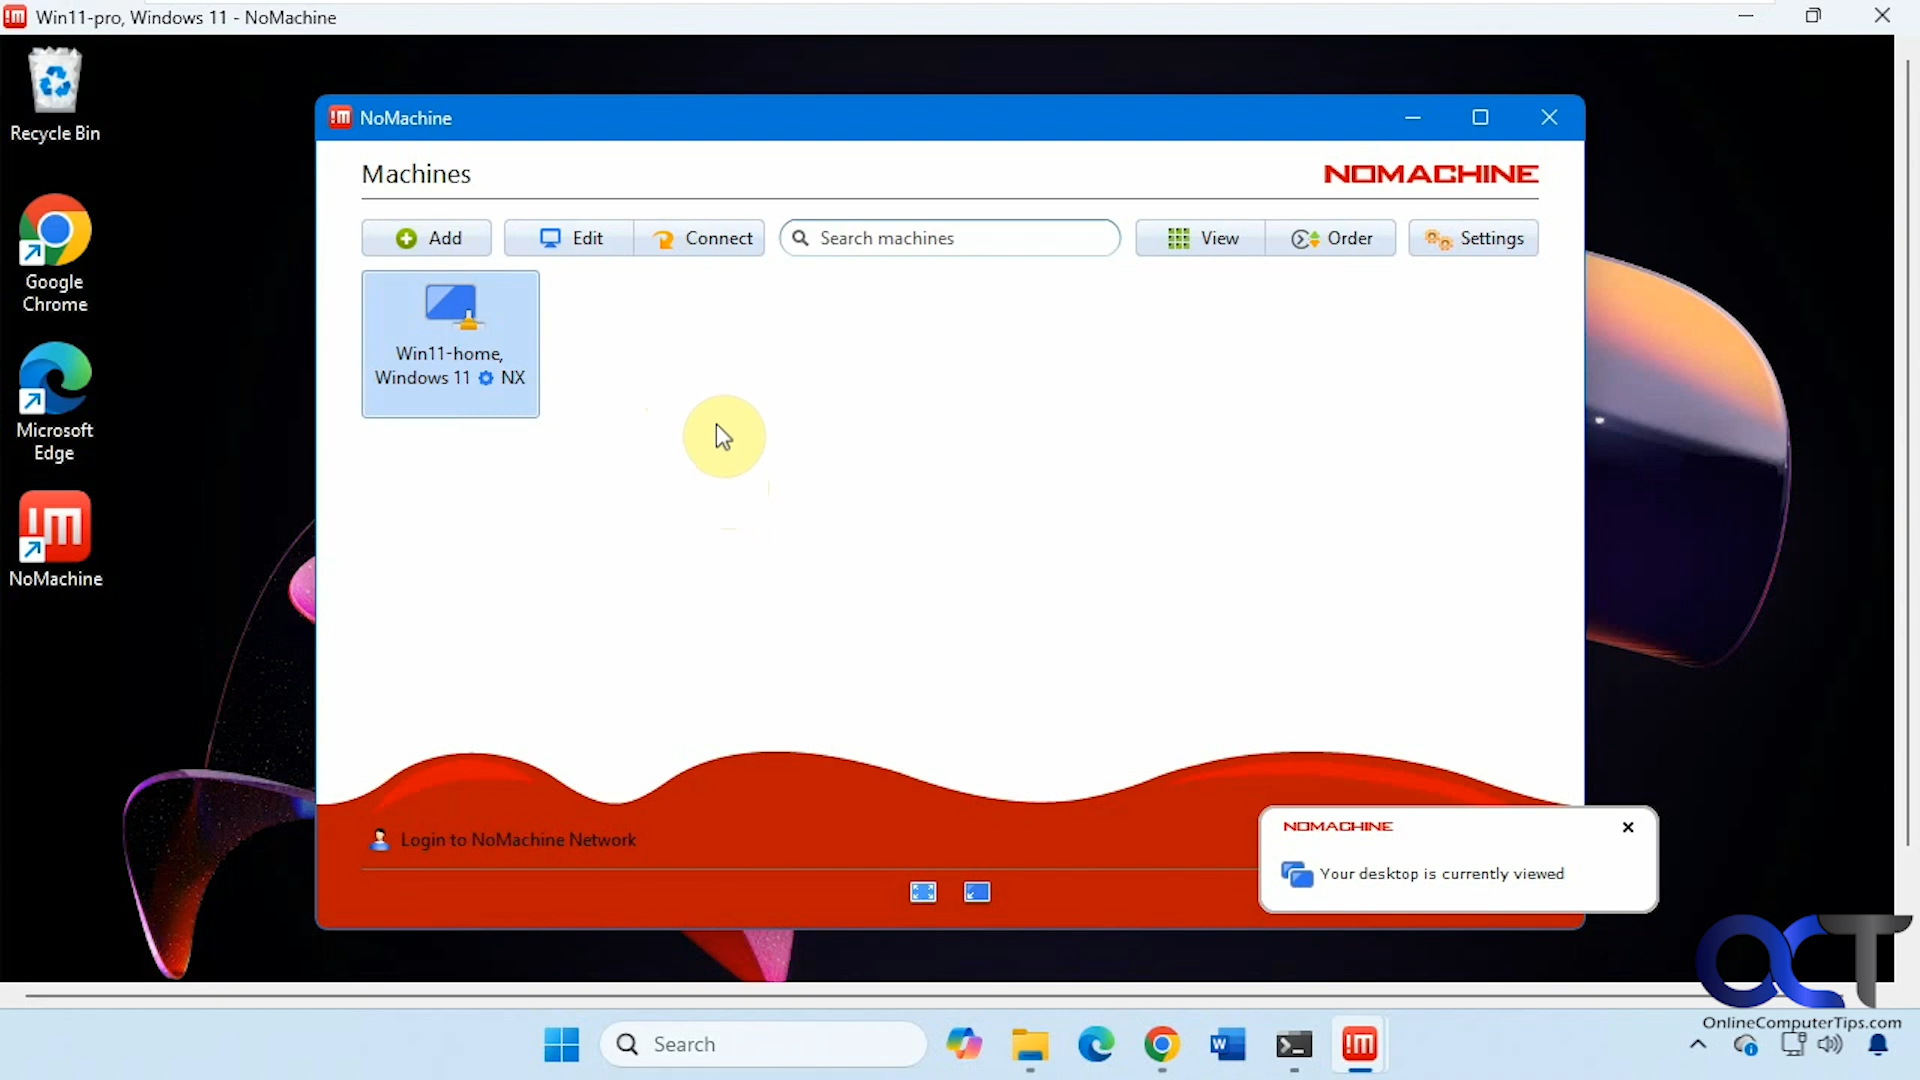 Win11-pro, Windows 11 - NoMachine
Recycle Bin
Google
Chrome
Microsoft
Edge
NoMachine
NoMachine
Machines
NOMACHINE
Add
Edit
Connect
Search machines
View
Order
Settings
Win11-home,
Windows 11 NX
Login to NoMachine Network
NOMACHINE
Your desktop is currently viewed
OCT
OnlineComputerTips.com
Search